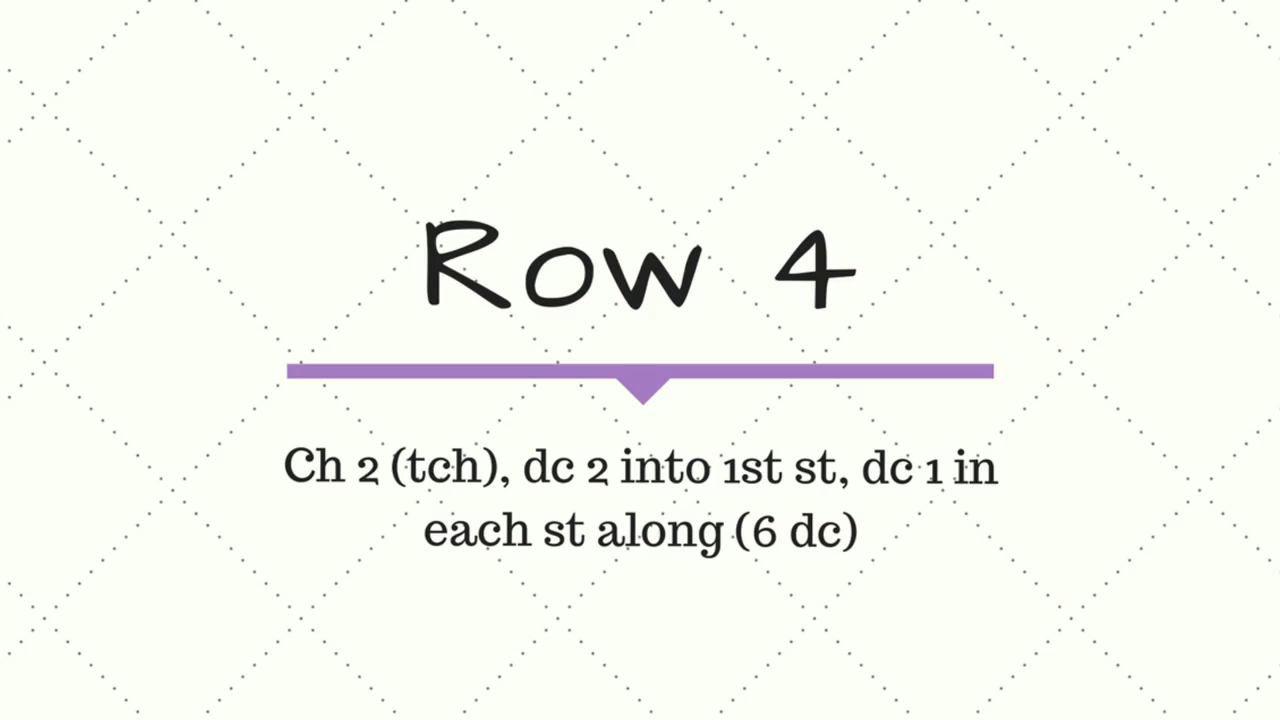 Row 4
Ch 2 (tch), dc 2 into 1st st, dc 1 in
each st along (6 dc)